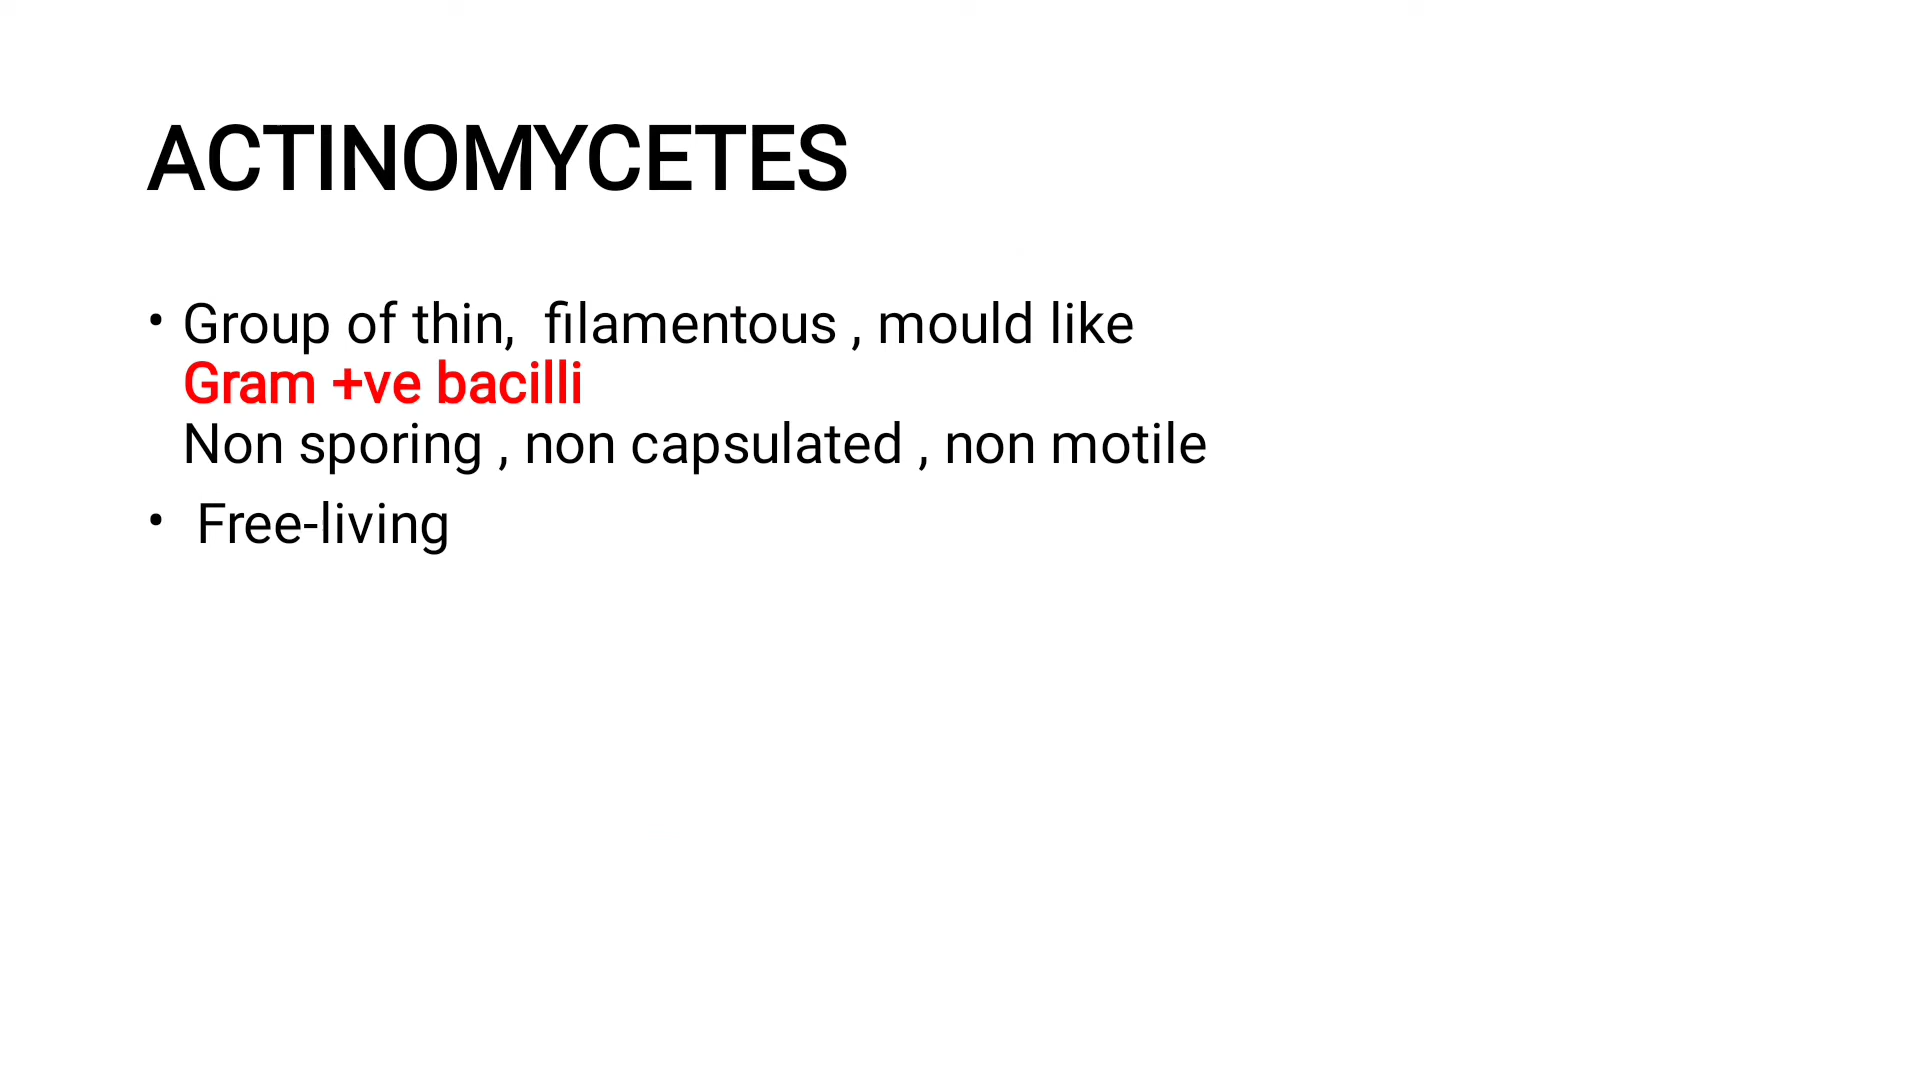 ACTINOMYCETES
• Group of thin,  filamentous , mould like
Gram +ve bacilli
Non sporing , non capsulated , non motile
•  Free-living